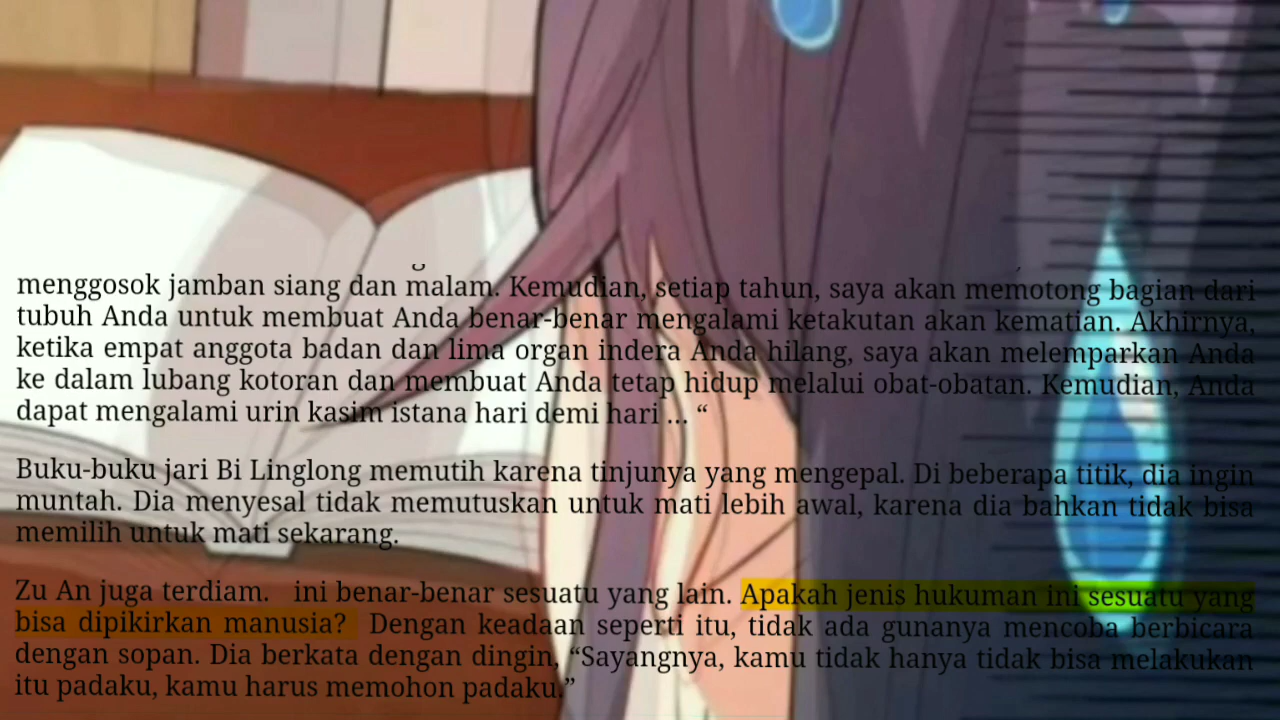 menggosok jamban siang dan malam. Kemudian, setiap tahun, saya akan memotong bagian dari
tubuh Anda untuk membuat Anda benar-benar mengalami ketakutan akan kematian. Akhirnya,
ketika empat anggota badan dan lima organ indera Anda hilang, saya akan melemparkan Anda
ke dalam lubang kotoran dan membuat Anda tetap hidup melalui obat-obatan. Kemudian, Anda
dapat mengalami urin kasim istana hari demi hari ... “
Buku-buku jari Bi Linglong memutih karena tinjunya yang mengepal. Di beberapa titik, dia ingin
muntah. Dia menyesal tidak memutuskan untuk mati lebih awal, karena dia bahkan tidak bisa
memilih untuk mati sekarang.
Zu An juga terdiam. ini benar-benar sesuatu yang lain. Apakah jenis hukuman ini sesuatu yang
bisa dipikirkan manusia? Dengan keadaan seperti itu, tidak ada gunanya mencoba berbicara
dengan sopan. Dia berkata dengan dingin, “Sayangnya, kamu tidak hanya tidak bisa melakukan
itu padaku, kamu harus memohon padaku.”